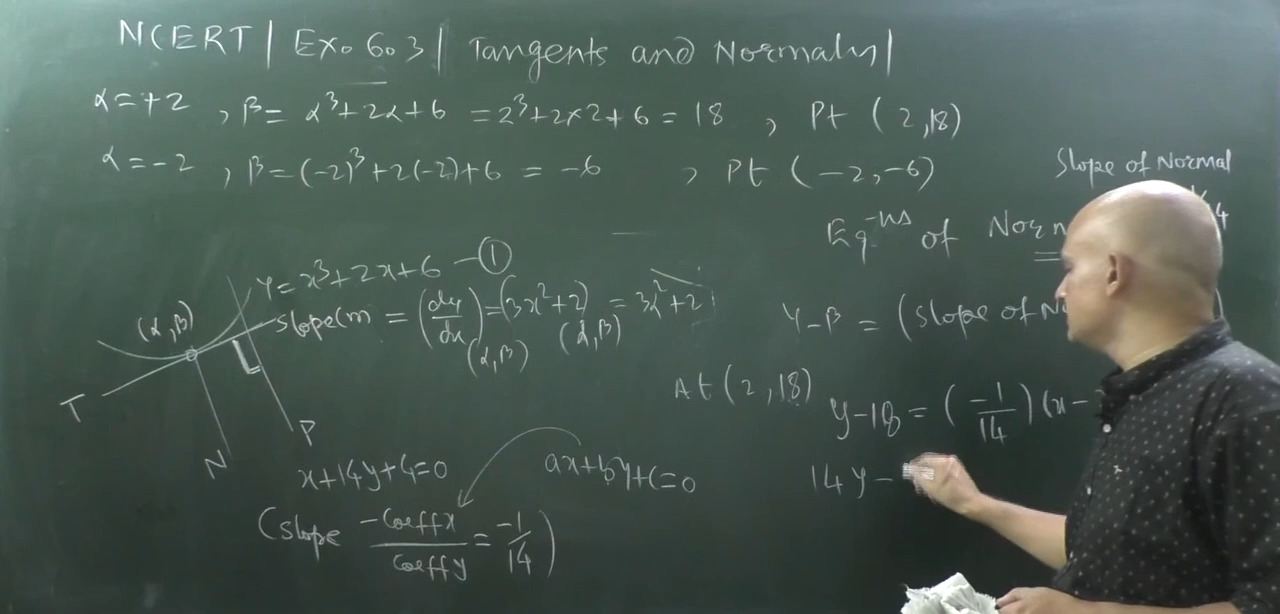 NCERT | Ex. 6.3 | Tangents and Normals |
α=+2 , β= α³+2α+6 =2³+2×2+6 = 18 , Pt (2,18)
α=-2 , β=(-2)³+2(-2)+6 = -6 , Pt (-2,-6)
Slope of Normal
Eq-ns of
y=x³+2x+6 —①
(α,β)
slope(m = (dy/dx)(α,β) =(3x²+2)(α,β) = 3α²+2
y-β = (slope of
At (2,18)
y-18 = (-1/14)(x-
T
N
P
x+14y+4=0
ax+by+c=0
14y-
(slope -coeffx/coeffy = -1/14)